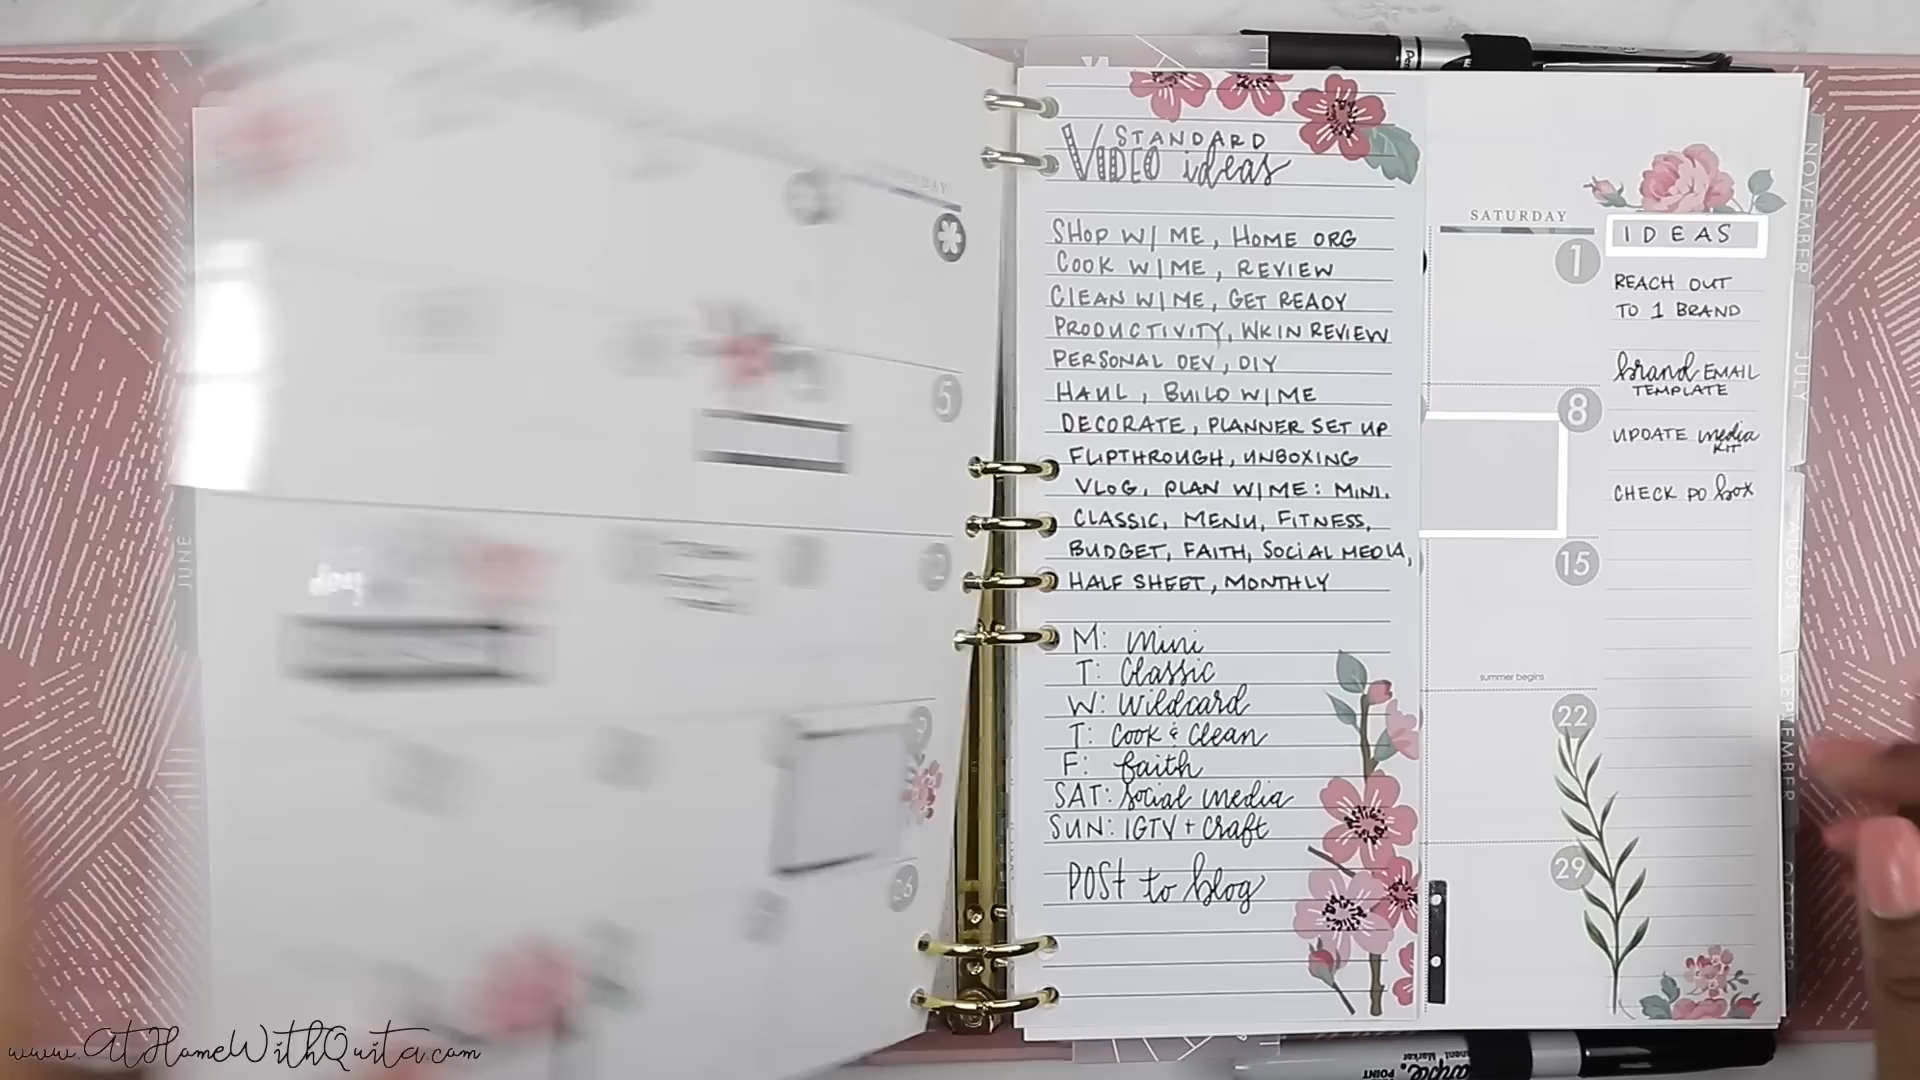 JUNE
joy
5
STANDARD
VIDEO ideas
SHOP W/ ME, HOME ORG
COOK W/ME, REVIEW
CLEAN W/ME, GET READY
PRODUCTIVITY, WK IN REVIEW
PERSONAL DEV, DIY
HAUL, BUILD W/ME
DECORATE, PLANNER SET UP
FLIPTHROUGH, UNBOXING
VLOG, PLAN W/ME: MINI,
CLASSIC, MENU, FITNESS,
BUDGET, FAITH, SOCIAL MEDIA,
HALF SHEET, MONTHLY
M: Mini
T: Classic
W: Wildcard
T: Cook & Clean
F: faith
SAT: social media
SUN: IGTV + Craft
POST to blog
SATURDAY
1
8
15
summer begins
22
29
IDEAS
REACH OUT
TO 1 BRAND
brand EMAIL
TEMPLATE
UPDATE media
KIT
CHECK PO box
NOVEMBER
JULY
AUGUST
SEPTEMBER
OCTOBER
www.AtHomeWithQuita.com
POINT
Marker